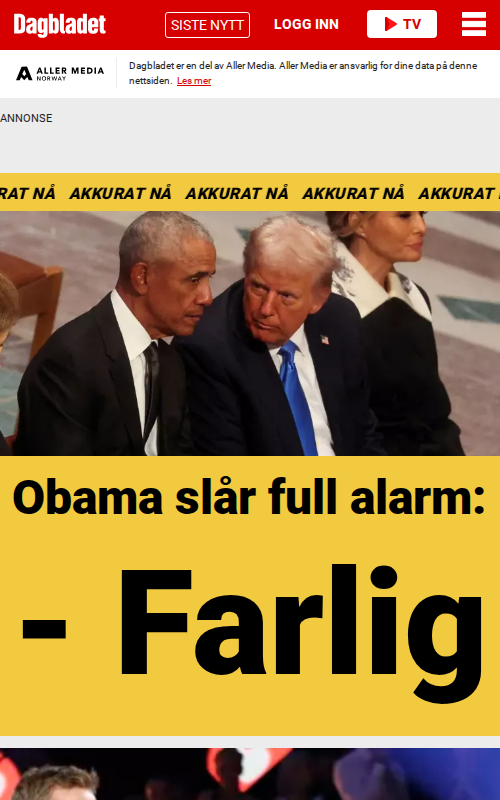 Dagbladet
SISTE NYTT
LOGG INN
TV
ALLER MEDIA
NORWAY
Dagbladet er en del av Aller Media. Aller Media er ansvarlig for dine data på denne
nettsiden. Les mer
ANNONSE
RAT NÅ AKKURAT NÅ AKKURAT NÅ AKKURAT NÅ AKKURAT
Obama slår full alarm:
- Farlig